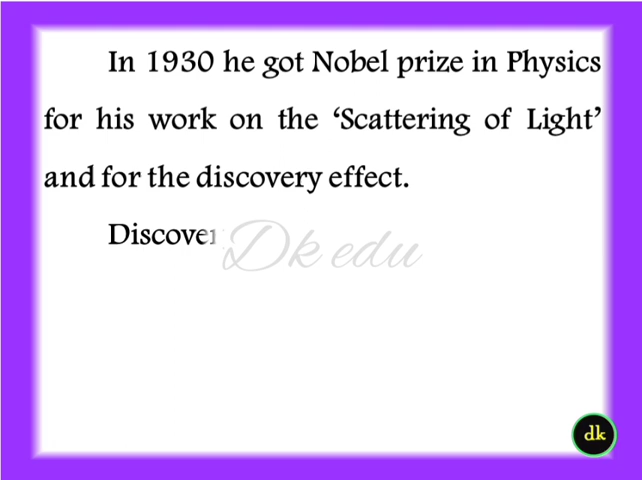 In 1930 he got Nobel prize in Physics
for his work on the ‘Scattering of Light’
and for the discovery effect.
Discover
Dk edu
dk